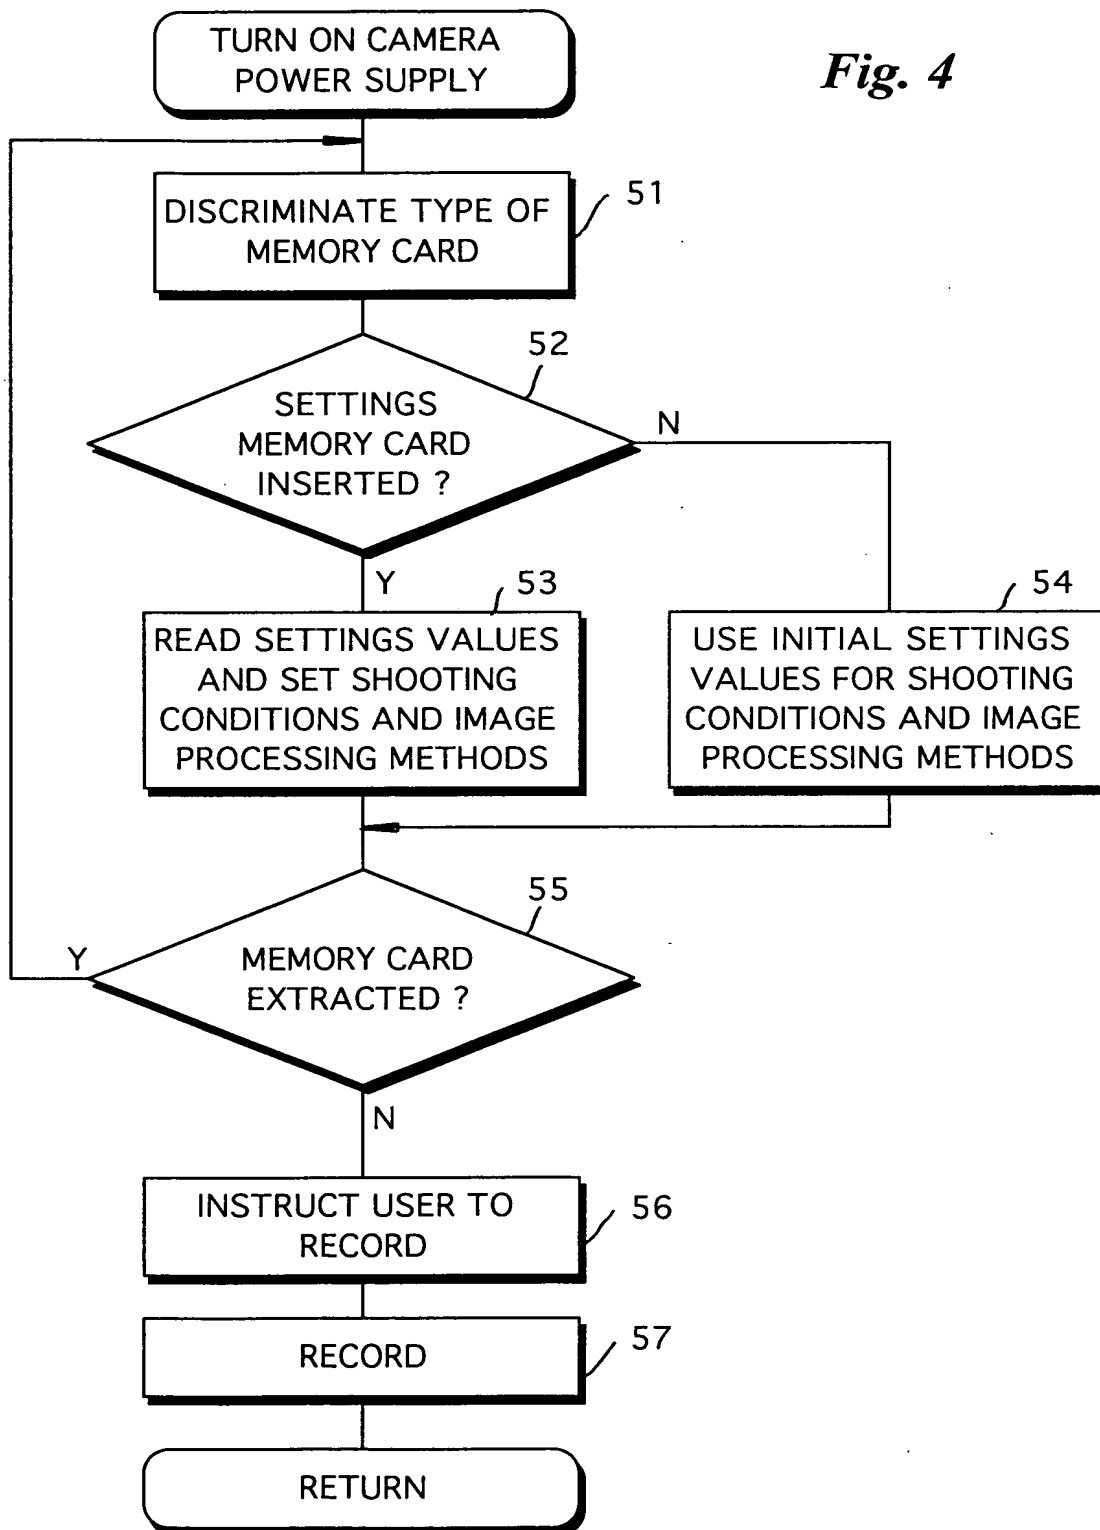 TURN ON CAMERA
POWER SUPPLY
Fig. 4
DISCRIMINATE TYPE OF
MEMORY CARD
51
52
SETTINGS
MEMORY CARD
INSERTED ?
N
Y
53
READ SETTINGS VALUES
AND SET SHOOTING
CONDITIONS AND IMAGE
PROCESSING METHODS
54
USE INITIAL SETTINGS
VALUES FOR SHOOTING
CONDITIONS AND IMAGE
PROCESSING METHODS
55
Y
MEMORY CARD
EXTRACTED ?
N
INSTRUCT USER TO
RECORD
56
RECORD
57
RETURN